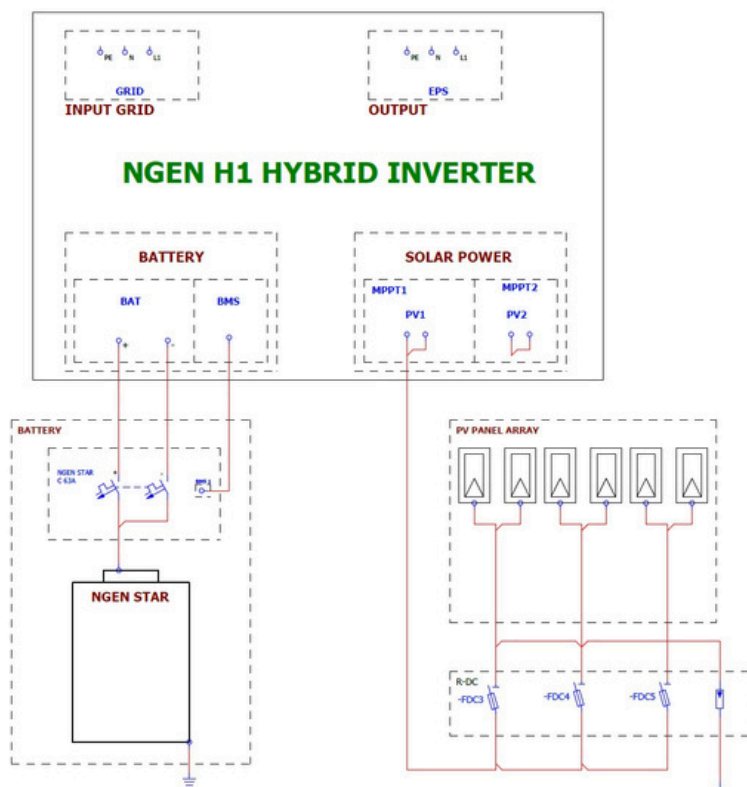 PE N L1
GRID
INPUT GRID
PE N L1
EPS
OUTPUT
NGEN H1 HYBRID INVERTER
BATTERY
BAT
BMS
+ -
SOLAR POWER
MPPT1
PV1
MPPT2
PV2
BATTERY
NGEN STAR
C 63A
+ -
NGEN STAR
PV PANEL ARRAY
R-DC
-FDC3
-FDC4
-FDC5